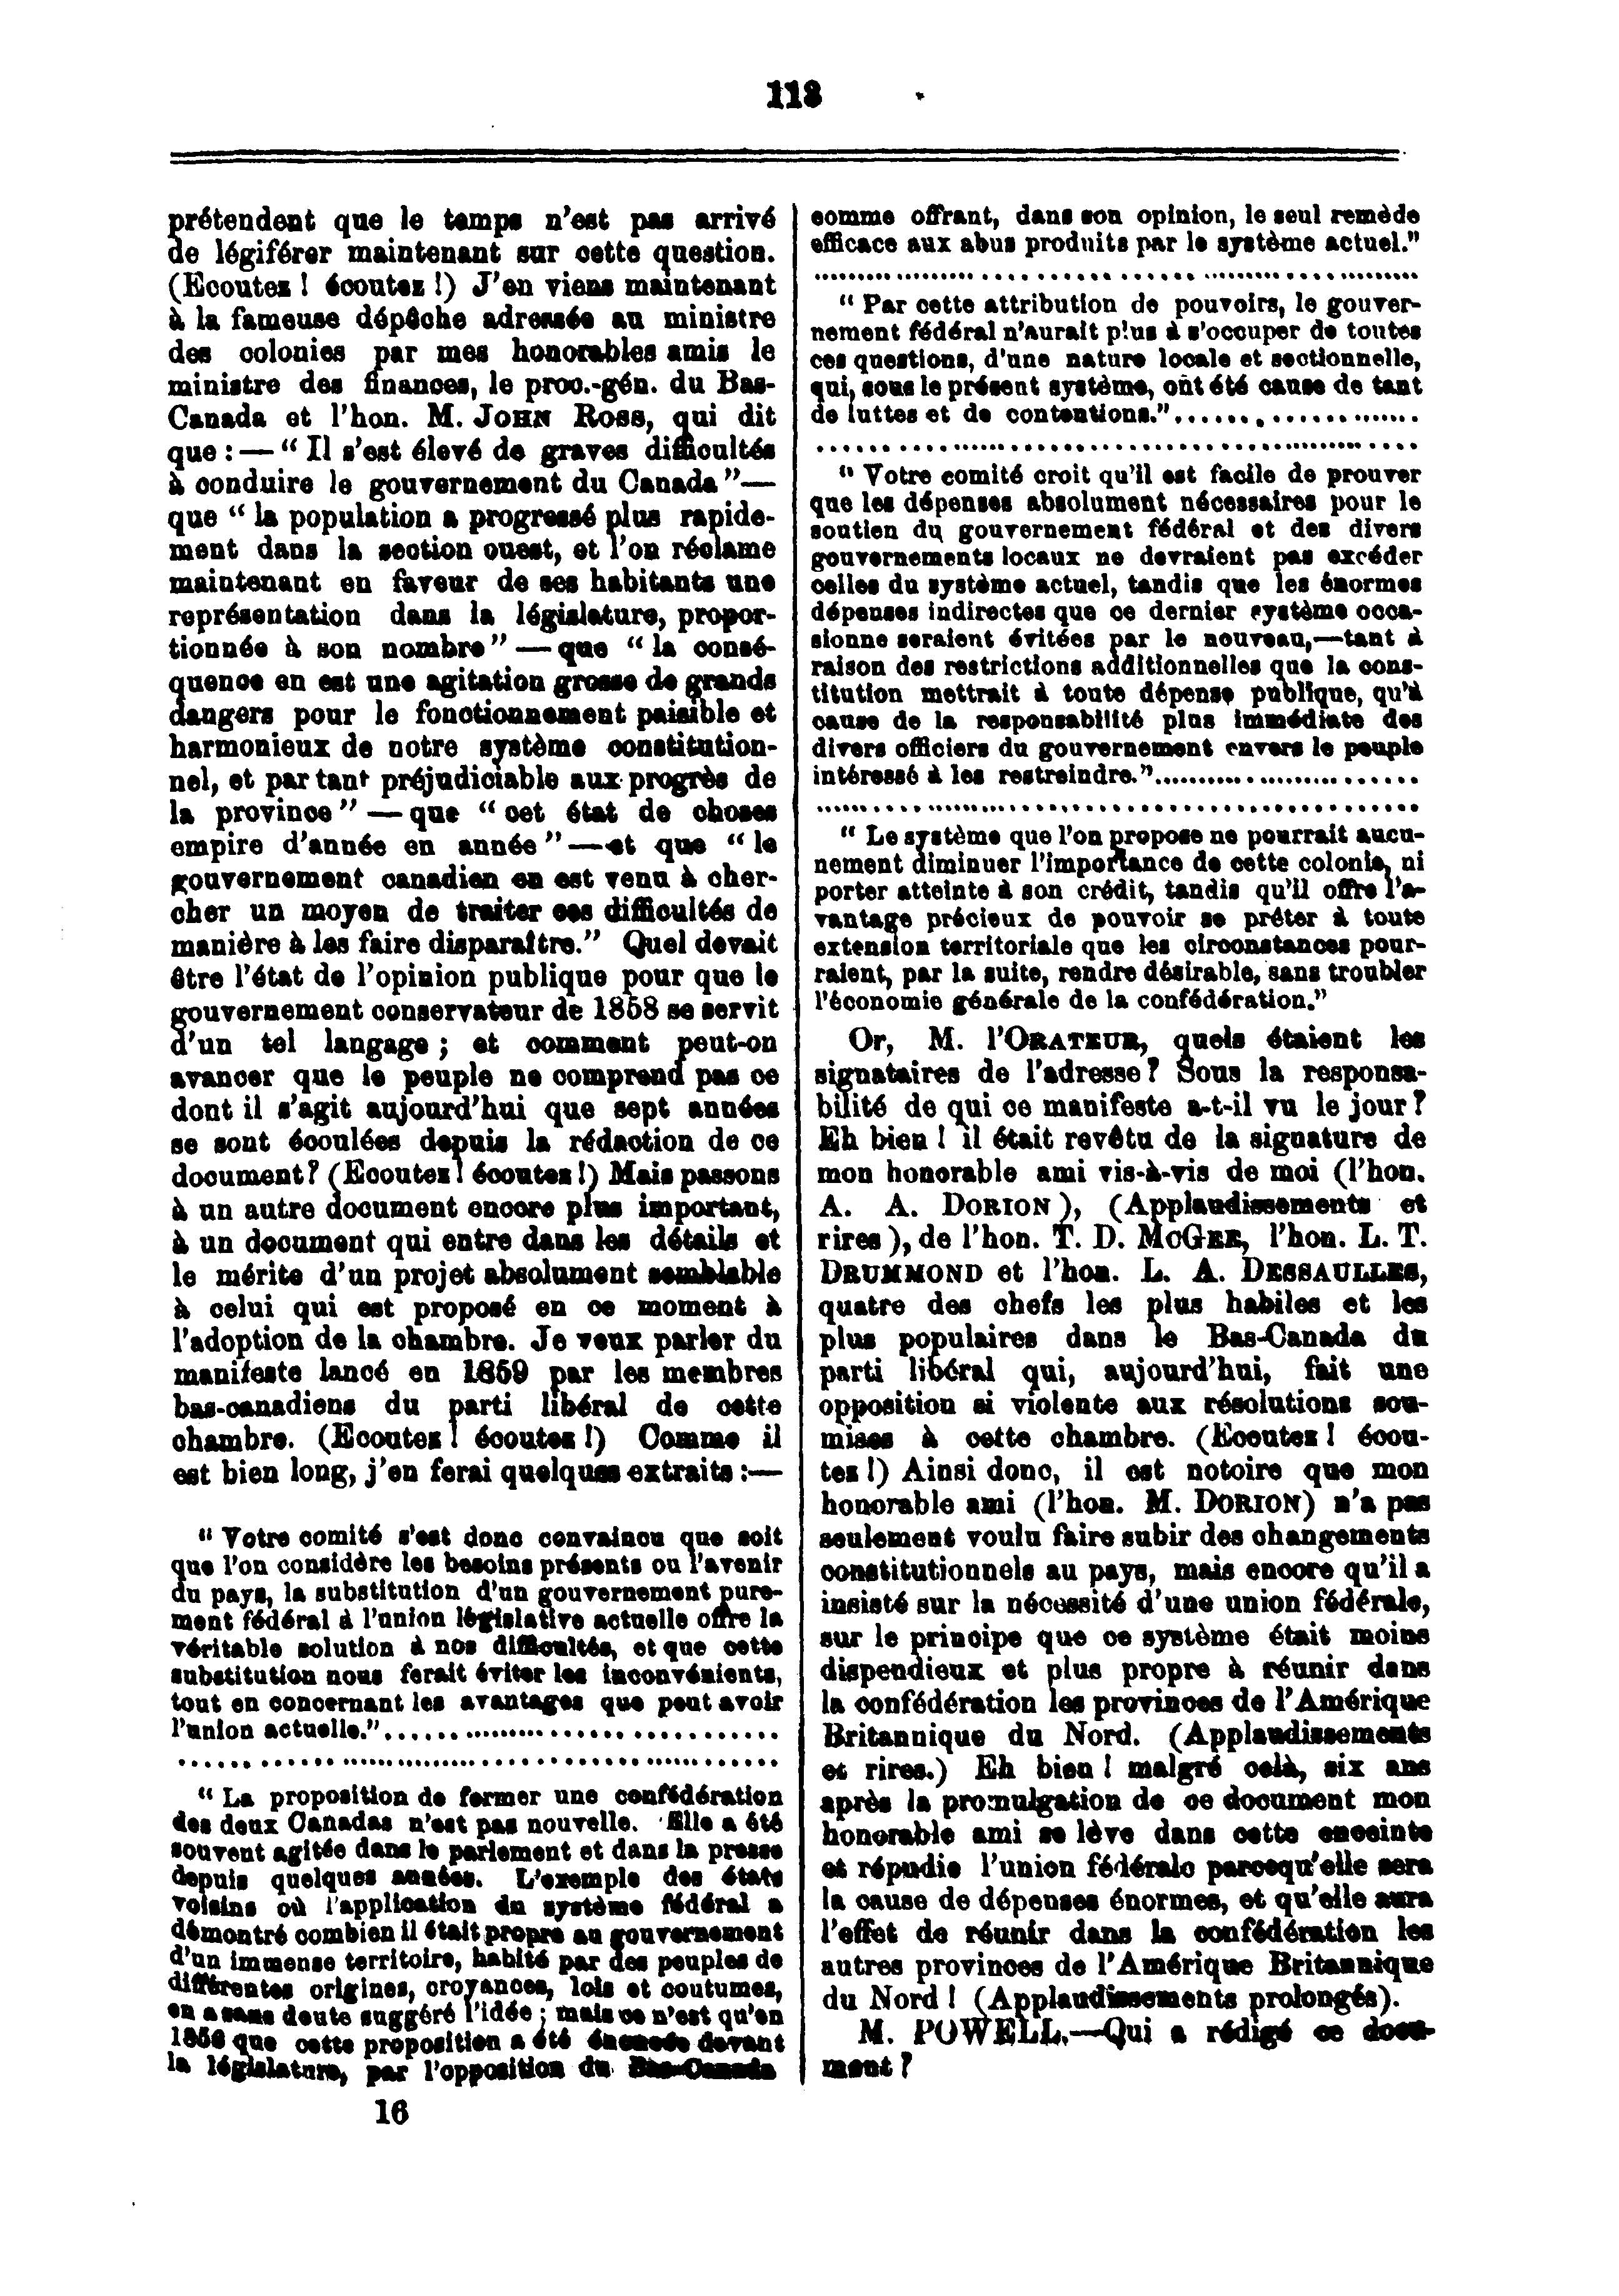 113
prétendent que le temps n'est pas arrivé
de légiférer maintenant sur cette question.
(Ecoutez ! écoutez !) J'en viens maintenant
à la fameuse dépêche adressée au ministre
des colonies par mes honorables amis le
ministre des finances, le proc.-gén. du Bas-
Canada et l'hon. M. JOHN ROSS, qui dit
que : — " Il s'est élevé de graves difficultés
à conduire le gouvernement du Canada "—
que " la population a progressé plus rapide-
ment dans la section ouest, et l'on réclame
maintenant en faveur de ses habitants une
représentation dans la législature, propor-
tionnée à son nombre " — que " la consé-
quence en est une agitation grosse de grands
dangers pour le fonctionnement paisible et
harmonieux de notre système constitution-
nel, et par tant préjudiciable aux progrès de
la province " — que " cet état de choses
empire d'année en année " — et que " le
gouvernement canadien en est venu à cher-
cher un moyen de traiter ces difficultés de
manière à les faire disparaître." Quel devait
être l'état de l'opinion publique pour que le
gouvernement conservateur de 1858 se servit
d'un tel langage ; et comment peut-on
avancer que le peuple ne comprend pas ce
dont il s'agit aujourd'hui que sept années
se sont écoulées depuis la rédaction de ce
document ? (Ecoutez ! écoutez !) Mais passons
à un autre document encore plus important,
à un document qui entre dans les détails et
le mérite d'un projet absolument semblable
à celui qui est proposé en ce moment à
l'adoption de la chambre. Je veux parler du
manifeste lancé en 1859 par les membres
bas-canadiens du parti libéral de cette
chambre. (Ecoutez ! écoutez !) Comme il
est bien long, j'en ferai quelques extraits :—
" Votre comité s'est donc convaincu que soit
que l'on considère les besoins présents ou l'avenir
du pays, la substitution d'un gouvernement pure-
ment fédéral à l'union législative actuelle offre la
véritable solution à nos difficultés, et que cette
substitution nous ferait éviter les inconvénients,
tout en concernant les avantages que peut avoir
l'union actuelle."....................................
............................................
" La proposition de former une confédération
des deux Canadas n'est pas nouvelle. Elle a été
souvent agitée dans le parlement et dans la presse
depuis quelques années. L'exemple des états
voisins où l'application du système fédéral a
démontré combien il était propre au gouvernement
d'un immense territoire, habité par des peuples de
différentes origines, croyances, lois et coutumes,
en a sans doute suggéré l'idée ; mais ce n'est qu'en
1856 que cette proposition a été énoncée devant
la législature, par l'opposition du Bas-Canada
16
comme offrant, dans son opinion, le seul remède
efficace aux abus produits par le système actuel."
............................................
" Par cette attribution de pouvoirs, le gouver-
nement fédéral n'aurait plus à s'occuper de toutes
ces questions, d'une nature locale et sectionnelle,
qui, sous le présent système, ont été cause de tant
de luttes et de contentions."........................
............................................
" Votre comité croit qu'il est facile de prouver
que les dépenses absolument nécessaires pour le
soutien du gouvernement fédéral et des divers
gouvernements locaux ne devraient pas excéder
celles du système actuel, tandis que les énormes
dépenses indirectes que ce dernier système occa-
sionne seraient évitées par le nouveau,—tant à
raison des restrictions additionnelles que la cons-
titution mettrait à toute dépense publique, qu'à
cause de la responsabilité plus immédiate des
divers officiers du gouvernement envers le peuple
intéressé à les restreindre."..........................
............................................
" Le système que l'on propose ne pourrait aucu-
nement diminuer l'importance de cette colonie, ni
porter atteinte à son crédit, tandis qu'il offre l'a-
vantage précieux de pouvoir se prêter à toute
extension territoriale que les circonstances pour-
raient, par la suite, rendre désirable, sans troubler
l'économie générale de la confédération."
Or, M. l'ORATEUR, quels étaient les
signataires de l'adresse ? Sous la responsa-
bilité de qui ce manifeste a-t-il vu le jour ?
Eh bien ! il était revêtu de la signature de
mon honorable ami vis-à-vis de moi (l'hon.
A. A. DORION), (Applaudissements et
rires), de l'hon. T. D. MCGEE, l'hon. L. T.
DRUMMOND et l'hon. L. A. DESSAULLES,
quatre des chefs les plus habiles et les
plus populaires dans le Bas-Canada du
parti libéral qui, aujourd'hui, fait une
opposition si violente aux résolutions sou-
mises à cette chambre. (Ecoutez ! écou-
tez !) Ainsi donc, il est notoire que mon
honorable ami (l'hon. M. DORION) n'a pas
seulement voulu faire subir des changements
constitutionnels au pays, mais encore qu'il a
insisté sur la nécessité d'une union fédérale,
sur le principe que ce système était moins
dispendieux et plus propre à réunir dans
la confédération les provinces de l'Amérique
Britannique du Nord. (Applaudissements
et rires.) Eh bien ! malgré celà, six ans
après la promulgation de ce document mon
honorable ami se lève dans cette enceinte
et répudie l'union fédérale parcequ'elle sera
la cause de dépenses énormes, et qu'elle aura
l'effet de réunir dans la confédération les
autres provinces de l'Amérique Britannique
du Nord ! (Applaudissements prolongés).
M. POWELL.—Qui a rédigé ce docu-
ment ?